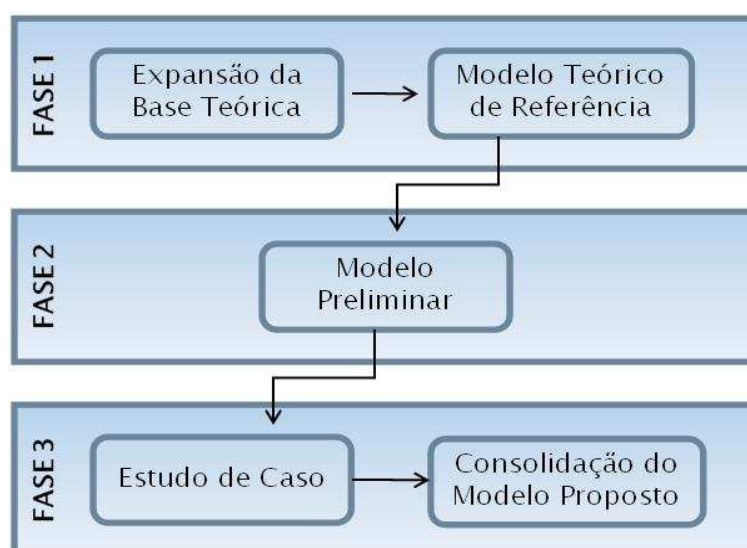 FASE 1
Expansão da
Base Teórica
Modelo Teórico
de Referência
FASE 2
Modelo
Preliminar
FASE 3
Estudo de Caso
Consolidação do
Modelo Proposto